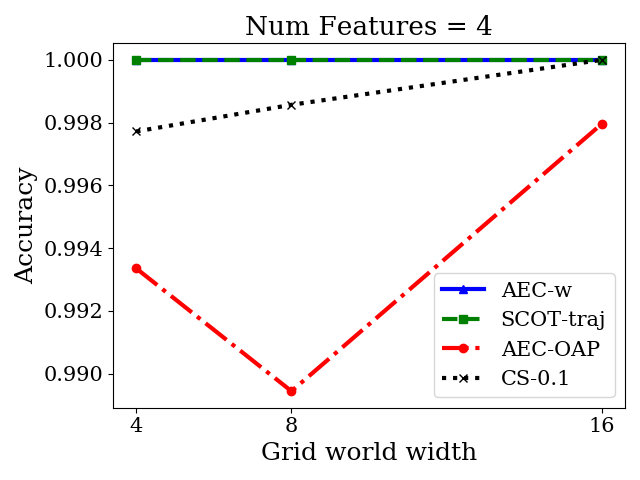 Num Features = 4
1.000
0.998
0.996
0.994
0.992
0.990
Accuracy
AEC-w
SCOT-traj
AEC-OAP
CS-0.1
4
8
16
Grid world width